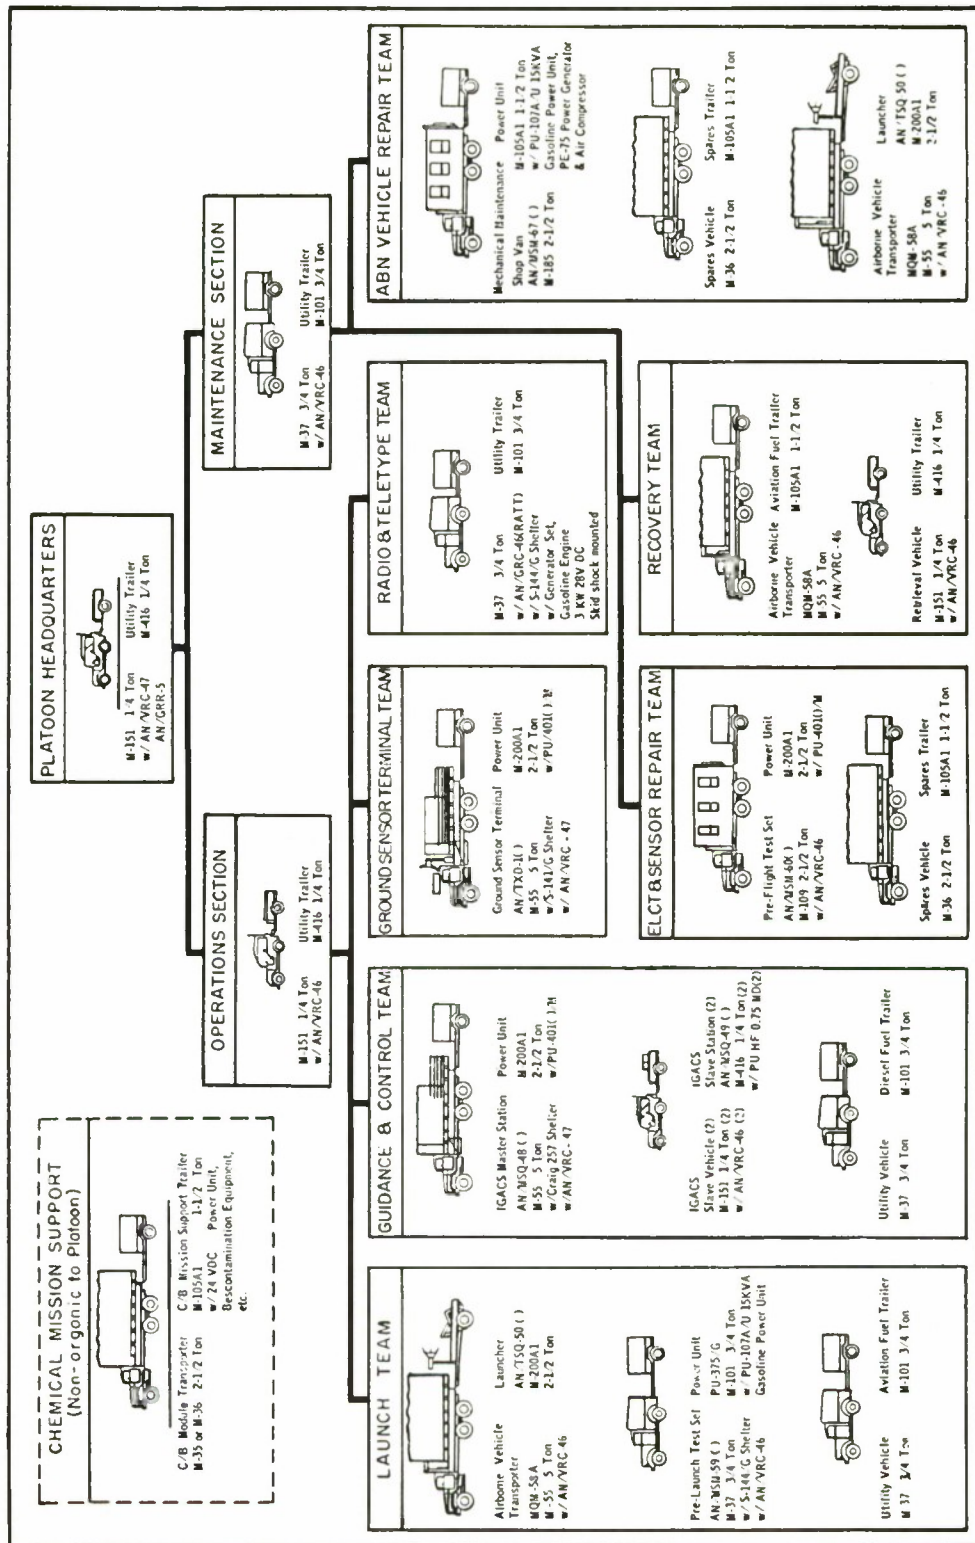 CHEMICAL MISSION SUPPORT
(Non-orgonic to Platoon)
C/B Module Transporter
M-35 or M-36 2-1/2 Ton
C/B Mission Support Trailer
M-105A1 1-1/2 Ton
w/ 24 VDC Power Unit,
Descontamination Equipment,
etc.
PLATOON HEADQUARTERS
M-151 1-4 Ton
w/ AN/VRC-47
AN/GRR-5
Utility Trailer
M-416 1/4 Ton
OPERATIONS SECTION
M-151 1/4 Ton
w/ AN/VRC-46
Utility Trailer
M-416 1/4 Ton
MAINTENANCE SECTION
M-37 3/4 Ton
w/ AN/VRC-46
Utility Trailer
M-101 3/4 Ton
LAUNCH TEAM
Airborne Vehicle
Transporter
MQM-58A
M-55 5 Ton
w/AN/VRC 46
Launcher
AN/TSQ-50 ( )
M-200A1
2-1/2 Ton
Pre-Launch Test Set
AN/MSM-59 ( )
M-37 3/4 Ton
w/ S-144/G Shelter
w/ AN/VRC-46
Power Unit
PU-375/G
M-101 3/4 Ton
w/ PU-107A/U 15KVA
Gasoline Power Unit
Utility Vehicle
M 37 3/4 Ton
Aviation Fuel Trailer
M-101 3/4 Ton
GUIDANCE & CONTROL TEAM
IGACS Master Station
AN/MSQ-48 ( )
M-55 5 Ton
w/Craig 257 Shelter
w/AN/VRC-47
Power Unit
M 200A1
2-1/2 Ton
w/PU-401( )/M
IGACS
Slave Vehicle (2)
M-151 1/4 Ton (2)
w/ AN/VRC-46 (2)
IGACS
Slave Station (2)
AN/MSQ-49 ( )
M-416 1/4 Ton (2)
w/ PU HF 0.75 MD(2)
Utility Vehicle
M-37 3/4 Ton
Diesel Fuel Trailer
M-101 3/4 Ton
GROUND SENSOR TERMINAL TEAM
Ground Sensor Terminal
AN/TXD-1( )
M-55 5 Ton
w/S-141/G Shelter
w/ AN/VRC - 47
Power Unit
M-200A1
2-1/2 Ton
w/PU/401( )/M
RADIO & TELETYPE TEAM
M-37 3/4 Ton
w/ AN/GRC-46(RATT)
w/ S-144/G Shelter
w/ Generator Set,
Gasoline Engine
3 KW 28V DC
Skid shock mounted
Utility Trailer
M-101 3/4 Ton
ELCT & SENSOR REPAIR TEAM
Pre-Flight Test Set
AN/MSM-60( )
M-109 2-1/2 Ton
w/ AN/VRC-46
Power Unit
M-200A1
2-1/2 Ton
w/ PU-401( )/M
Spares Vehicle
M-36 2-1/2 Ton
Spares Trailer
M-105A1 1-1/2 Ton
RECOVERY TEAM
Airborne Vehicle
Transporter
MQM-58A
M-55 5 Ton
w/ AN/VRC-46
Aviation Fuel Trailer
M-105A1 1-1/2 Ton
Retrieval Vehicle
M-151 1/4 Ton
w/ AN/VRC-46
Utility Trailer
M-416 1/4 Ton
ABN VEHICLE REPAIR TEAM
Mechanical Maintenance
Shop Van
AN/USM-67 ( )
M-185 2-1/2 Ton
Power Unit
M-105A1 1-1/2 Ton
w/ PU-107A/U 15KVA
Gasoline Power Unit,
PE-75 Power Generator
& Air Compressor
Spares Vehicle
M-36 2-1/2 Ton
Spares Trailer
M-105A1 1-1 2 Ton
Airborne Vehicle
Transporter
MQM-58A
M-55 5 Ton
w/ AN/VRC-46
Launcher
AN/TSQ 50 ( )
M-200A1
2-1/2 Ton